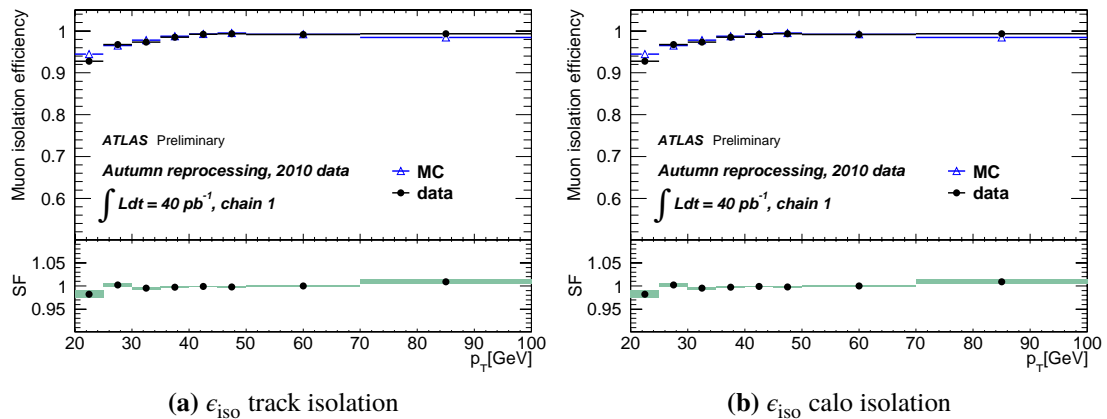 Muon isolation efficiency
1
0.9
0.8
0.7
0.6
ATLAS Preliminary
Autumn reprocessing, 2010 data
∫ Ldt = 40 pb⁻¹, chain 1
MC
data
SF
1.05
1
0.95
20 30 40 50 60 70 80 90 100
p_T[GeV]
(a) ϵ_iso track isolation
Muon isolation efficiency
1
0.9
0.8
0.7
0.6
ATLAS Preliminary
Autumn reprocessing, 2010 data
∫ Ldt = 40 pb⁻¹, chain 1
MC
data
SF
1.05
1
0.95
20 30 40 50 60 70 80 90 100
p_T[GeV]
(b) ϵ_iso calo isolation